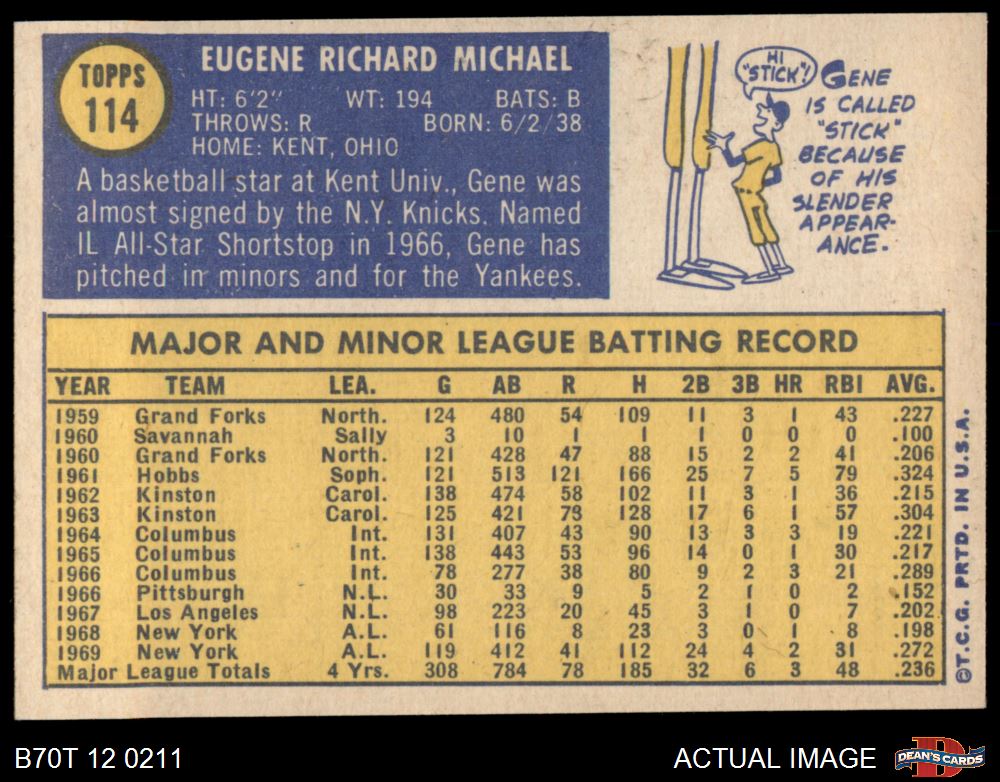 TOPPS
114
EUGENE RICHARD MICHAEL
HT: 6'2" WT: 194 BATS: B
THROWS: R BORN: 6/2/38
HOME: KENT, OHIO
A basketball star at Kent Univ., Gene was
almost signed by the N.Y. Knicks. Named
IL All-Star Shortstop in 1966, Gene has
pitched in minors and for the Yankees.
HI
"STICK"!
GENE
IS CALLED
"STICK"
BECAUSE
OF HIS
SLENDER
APPEAR-
ANCE.
MAJOR AND MINOR LEAGUE BATTING RECORD
YEAR TEAM LEA. G AB R H 2B 3B HR RBI AVG.
1959 Grand Forks North. 124 480 54 109 11 3 1 43 .227
1960 Savannah Sally 3 10 1 1 1 0 0 0 .100
1960 Grand Forks North. 121 428 47 88 15 2 2 41 .206
1961 Hobbs Soph. 121 513 121 166 25 7 5 79 .324
1962 Kinston Carol. 138 474 58 102 11 3 1 36 .215
1963 Kinston Carol. 125 421 73 128 17 6 1 57 .304
1964 Columbus Int. 131 407 43 90 13 3 3 19 .221
1965 Columbus Int. 138 443 53 96 14 0 1 30 .217
1966 Columbus Int. 78 277 38 80 9 2 3 21 .289
1966 Pittsburgh N.L. 30 33 9 5 2 1 0 2 .152
1967 Los Angeles N.L. 98 223 20 45 3 1 0 7 .202
1968 New York A.L. 61 116 8 23 3 0 1 8 .198
1969 New York A.L. 119 412 41 112 24 4 2 31 .272
Major League Totals 4 Yrs. 308 784 78 185 32 6 3 48 .236
©T.C.G. PRTD. IN U.S.A.
B70T 12 0211
ACTUAL IMAGE
D
DEAN'S CARDS